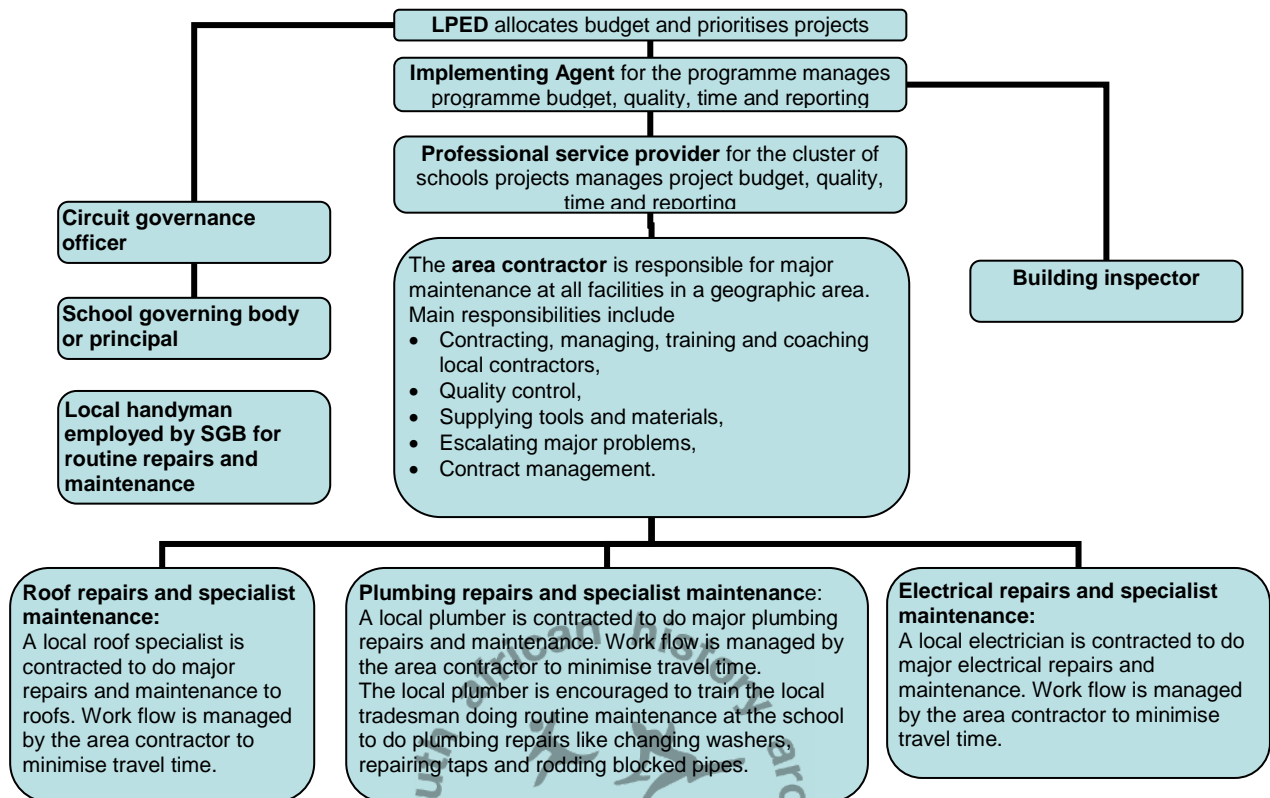 LPED allocates budget and prioritises projects
Implementing Agent for the programme manages
programme budget, quality, time and reporting
Professional service provider for the cluster of
schools projects manages project budget, quality,
time and reporting
Circuit governance
officer
School governing body
or principal
Local handyman
employed by SGB for
routine repairs and
maintenance
The area contractor is responsible for major
maintenance at all facilities in a geographic area.
Main responsibilities include
• Contracting, managing, training and coaching
local contractors,
• Quality control,
• Supplying tools and materials,
• Escalating major problems,
• Contract management.
Building inspector
Roof repairs and specialist
maintenance:
A local roof specialist is
contracted to do major
repairs and maintenance to
roofs. Work flow is managed
by the area contractor to
minimise travel time.
Plumbing repairs and specialist maintenance:
A local plumber is contracted to do major plumbing
repairs and maintenance. Work flow is managed by
the area contractor to minimise travel time.
The local plumber is encouraged to train the local
tradesman doing routine maintenance at the school
to do plumbing repairs like changing washers,
repairing taps and rodding blocked pipes.
Electrical repairs and specialist
maintenance:
A local electrician is contracted to do
major electrical repairs and
maintenance. Work flow is managed
by the area contractor to minimise
travel time.
african history